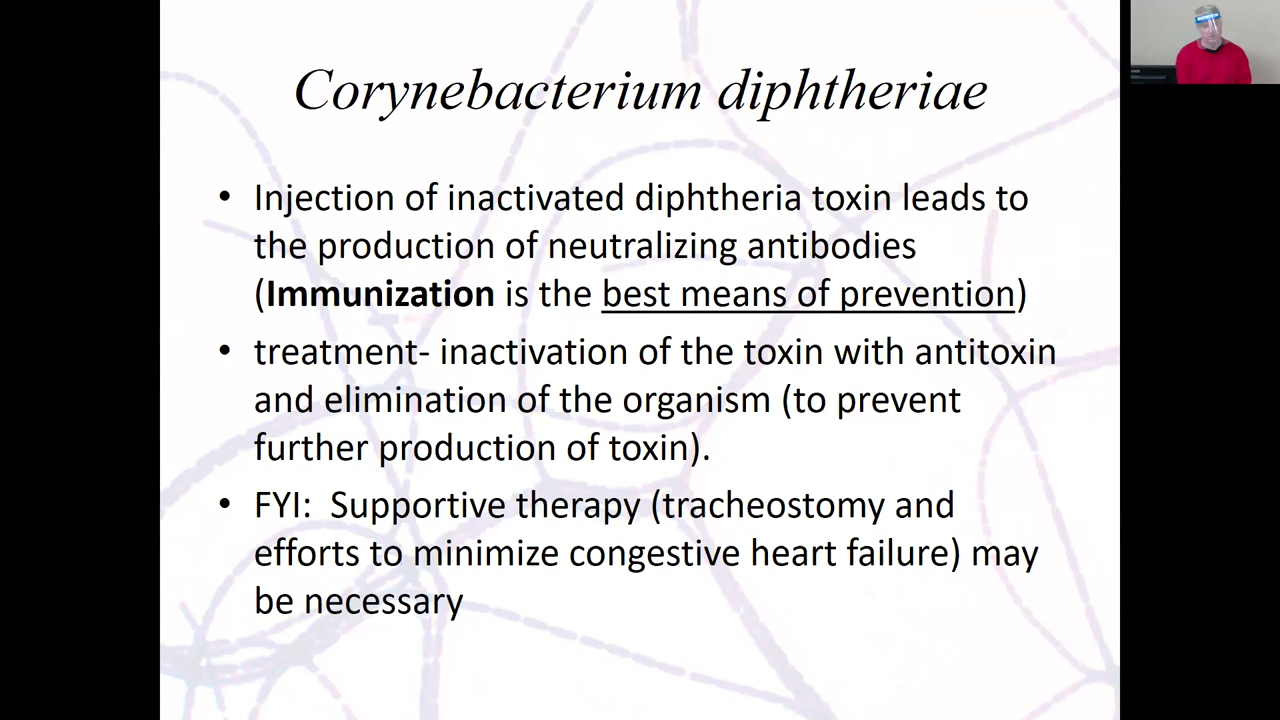 Corynebacterium diphtheriae
• Injection of inactivated diphtheria toxin leads to
the production of neutralizing antibodies
(Immunization is the best means of prevention)
• treatment- inactivation of the toxin with antitoxin
and elimination of the organism (to prevent
further production of toxin).
• FYI:  Supportive therapy (tracheostomy and
efforts to minimize congestive heart failure) may
be necessary